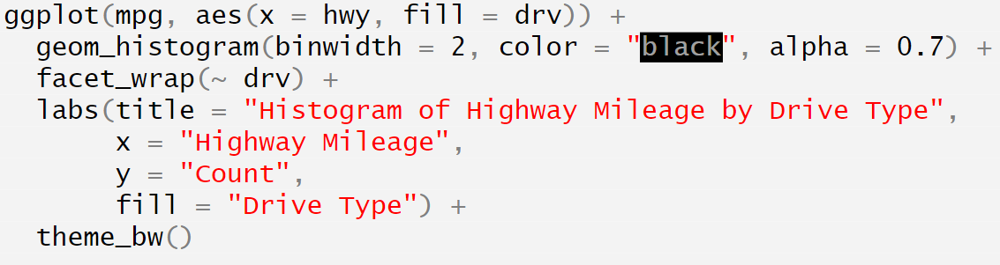 ggplot(mpg, aes(x = hwy, fill = drv)) +
  geom_histogram(binwidth = 2, color = "black", alpha = 0.7) +
  facet_wrap(~ drv) +
  labs(title = "Histogram of Highway Mileage by Drive Type",
       x = "Highway Mileage",
       y = "Count",
       fill = "Drive Type") +
  theme_bw()